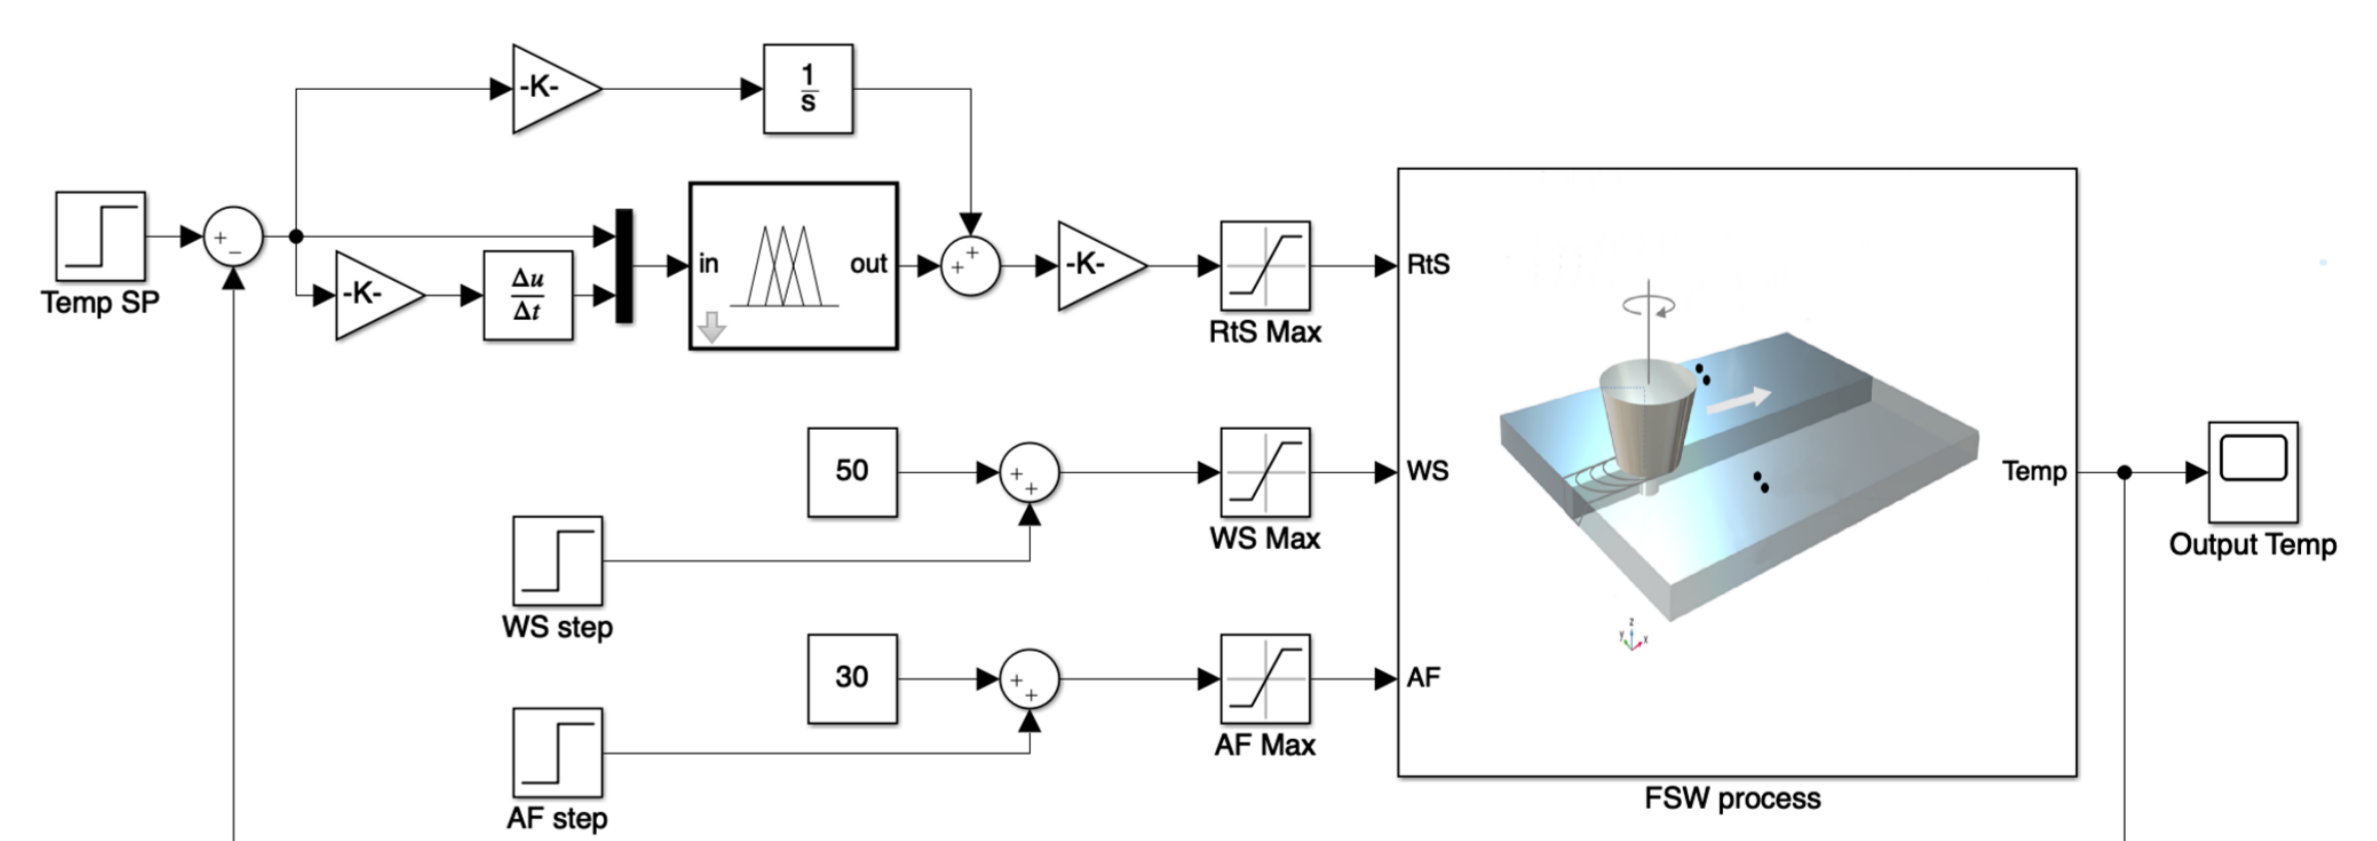 -K-
1
s
+
−
Temp SP
-K-
Δu
Δt
in
out
+
+
-K-
RtS Max
RtS
50
+
+
WS Max
WS
WS step
30
+
+
AF Max
AF
AF step
z
y
x
Temp
Output Temp
FSW process